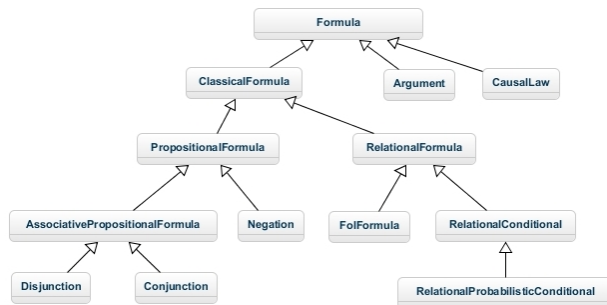 Formula
ClassicalFormula
Argument
CausalLaw
PropositionalFormula
RelationalFormula
AssociativePropositionalFormula
Negation
FolFormula
RelationalConditional
Disjunction
Conjunction
RelationalProbabilisticConditional